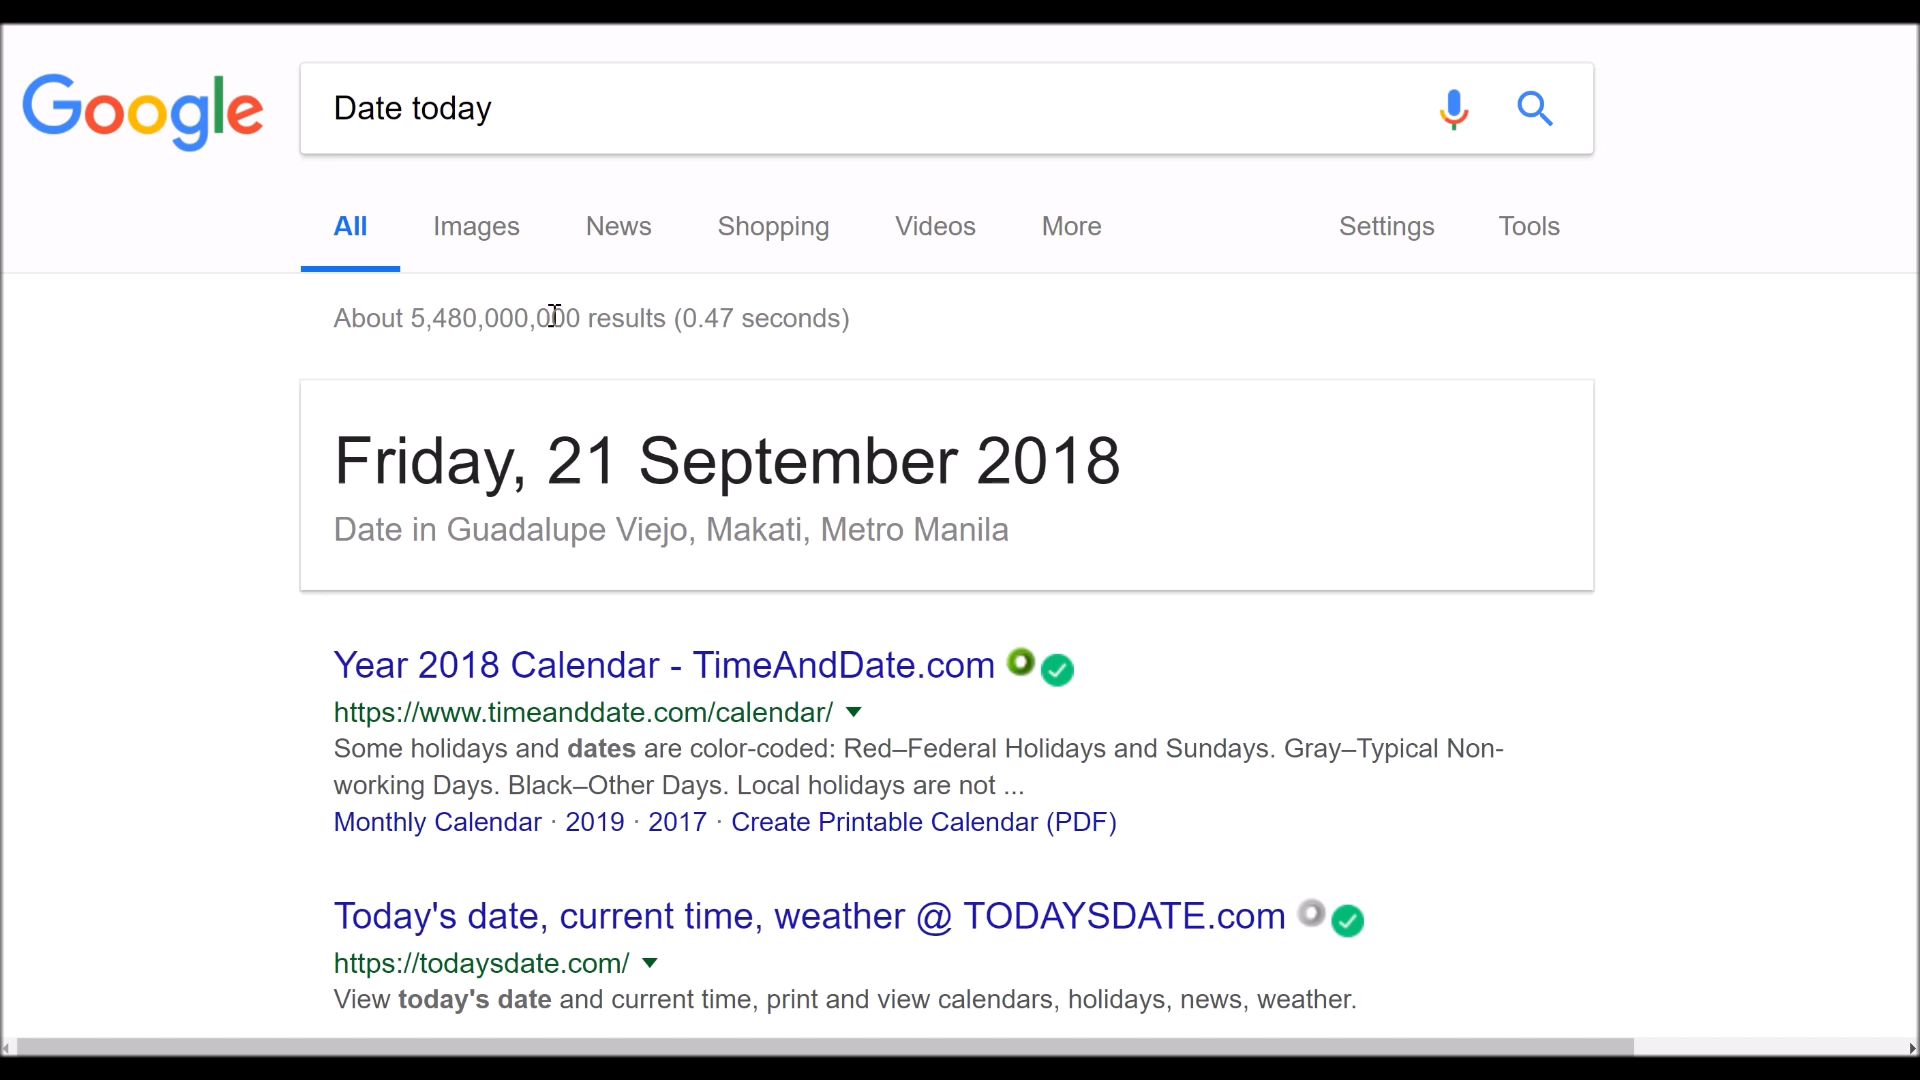 Google
Date today
All Images News Shopping Videos More Settings Tools
About 5,480,000,000 results (0.47 seconds)
Friday, 21 September 2018
Date in Guadalupe Viejo, Makati, Metro Manila
Year 2018 Calendar - TimeAndDate.com
https://www.timeanddate.com/calendar/
Some holidays and dates are color-coded: Red–Federal Holidays and Sundays. Gray–Typical Non-
working Days. Black–Other Days. Local holidays are not ...
Monthly Calendar · 2019 · 2017 · Create Printable Calendar (PDF)
Today's date, current time, weather @ TODAYSDATE.com
https://todaysdate.com/
View today's date and current time, print and view calendars, holidays, news, weather.